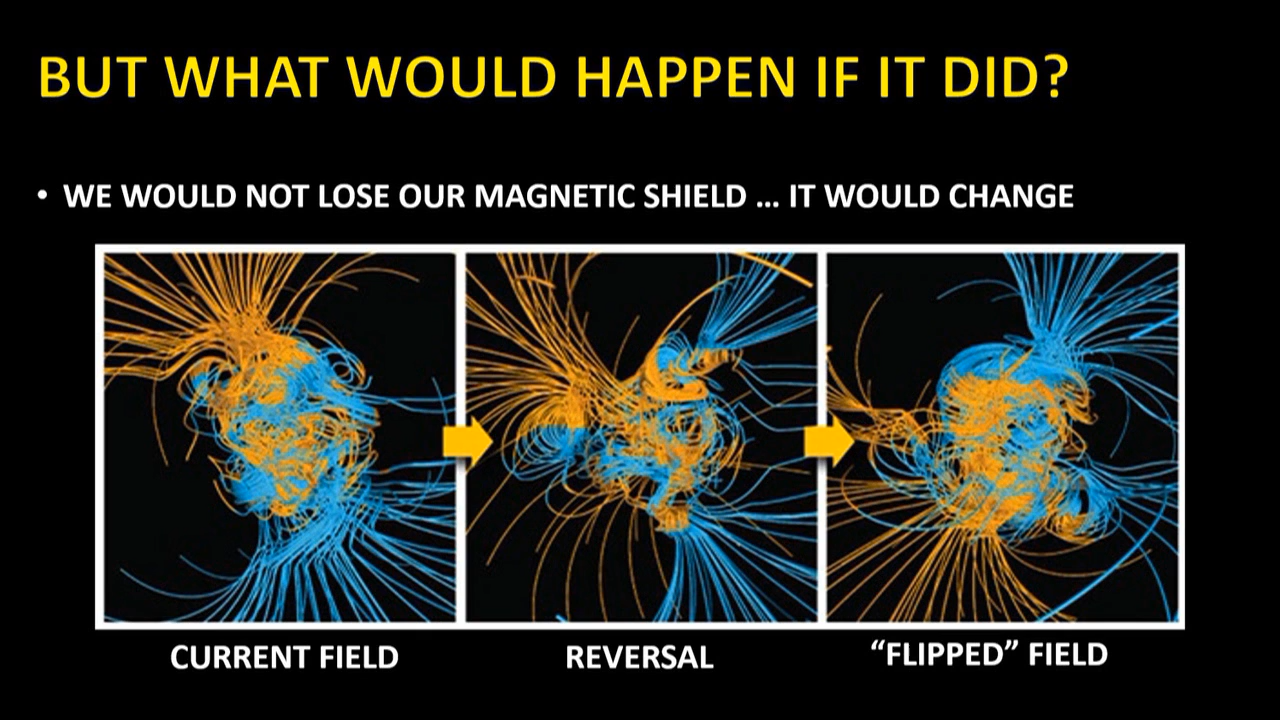 BUT WHAT WOULD HAPPEN IF IT DID?
• WE WOULD NOT LOSE OUR MAGNETIC SHIELD … IT WOULD CHANGE
CURRENT FIELD
REVERSAL
“FLIPPED” FIELD